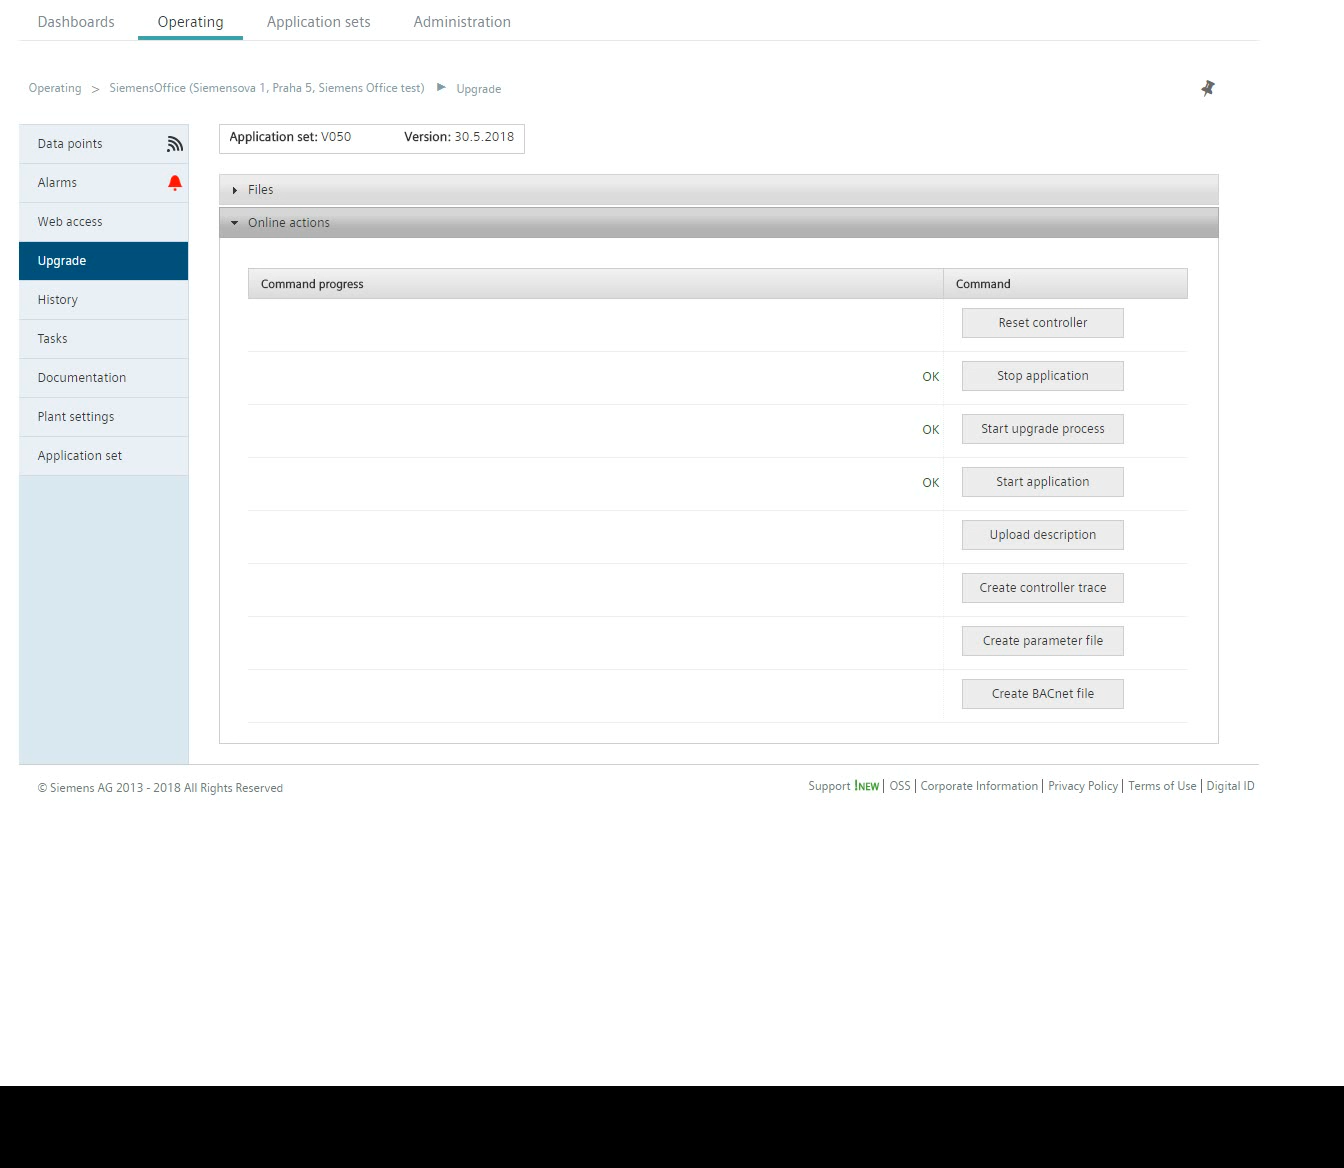 Dashboards Operating Application sets Administration
Operating > SiemensOffice (Siemensova 1, Praha 5, Siemens Office test) Upgrade
Data points
Alarms
Web access
Upgrade
History
Tasks
Documentation
Plant settings
Application set
Application set: V050 Version: 30.5.2018
Files
Online actions
Command progress Command
Reset controller
OK Stop application
OK Start upgrade process
OK Start application
Upload description
Create controller trace
Create parameter file
Create BACnet file
© Siemens AG 2013 - 2018 All Rights Reserved
Support !NEW | OSS | Corporate Information | Privacy Policy | Terms of Use | Digital ID